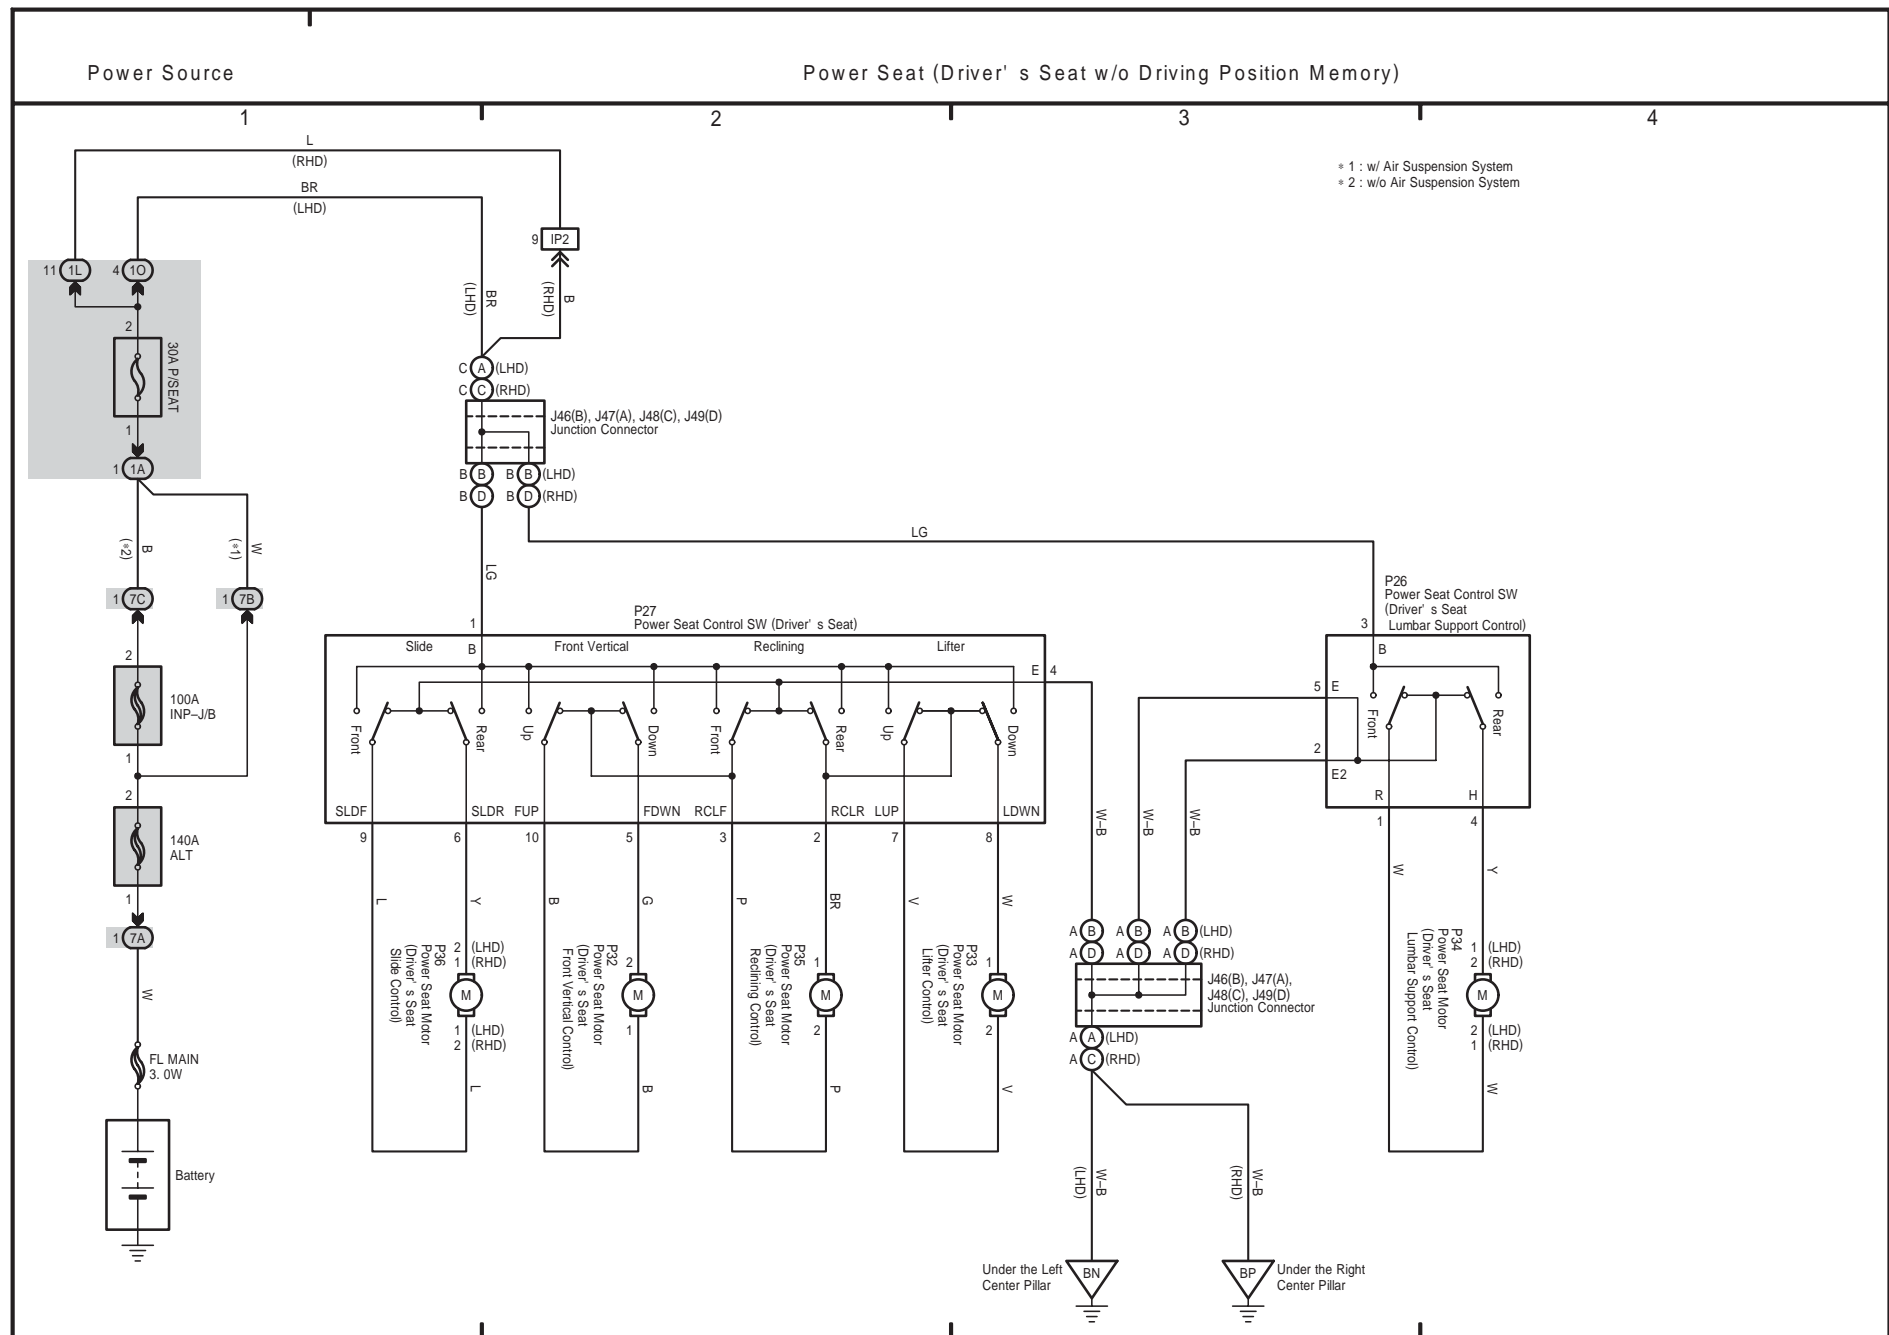 Power Source
Power Seat (Driver' s Seat w/o Driving Position Memory)
1
2
3
4
L
(RHD)
BR
(LHD)
∗ 1 : w/ Air Suspension System
∗ 2 : w/o Air Suspension System
9 IP2
11 1L
4 1O
BR
(LHD)
B
(RHD)
2
30A P/SEAT
1
1 1A
C A (LHD)
C C (RHD)
J46(B), J47(A), J48(C), J49(D)
Junction Connector
B B
B B (LHD)
B D
B D (RHD)
LG
LG
B
(∗2)
W
(∗1)
1 7C
1 7B
2
100A
INP–J/B
1
2
140A
ALT
1
1 7A
W
FL MAIN
3. 0W
Battery
P27
Power Seat Control SW (Driver' s Seat)
1
B
Slide
Front Vertical
Reclining
Lifter
E 4
Front
Rear
Up
Down
Front
Rear
Up
Down
SLDF
SLDR
FUP
FDWN
RCLF
RCLR
LUP
LDWN
9
6
10
5
3
2
7
8
L
Y
B
G
P
BR
V
W
P26
Power Seat Control SW
(Driver' s Seat
Lumbar Support Control)
3
B
5 E
2
E2
Front
Rear
R
H
1
4
W
Y
W–B
W–B
W–B
2 (LHD)
1 (RHD)
M
1 (LHD)
2 (RHD)
P36
Power Seat Motor
(Driver' s Seat
Slide Control)
L
2
M
1
P32
Power Seat Motor
(Driver' s Seat
Front Vertical Control)
B
1
M
2
P35
Power Seat Motor
(Driver' s Seat
Reclining Control)
P
1
M
2
P33
Power Seat Motor
(Driver' s Seat
Lifter Control)
V
A B
A B
A B (LHD)
A D
A D
A D (RHD)
J46(B), J47(A),
J48(C), J49(D)
Junction Connector
A A (LHD)
A C (RHD)
1 (LHD)
2 (RHD)
M
2 (LHD)
1 (RHD)
P34
Power Seat Motor
(Driver' s Seat
Lumbar Support Control)
W
W–B
(LHD)
W–B
(RHD)
Under the Left
Center Pillar
BN
BP
Under the Right
Center Pillar